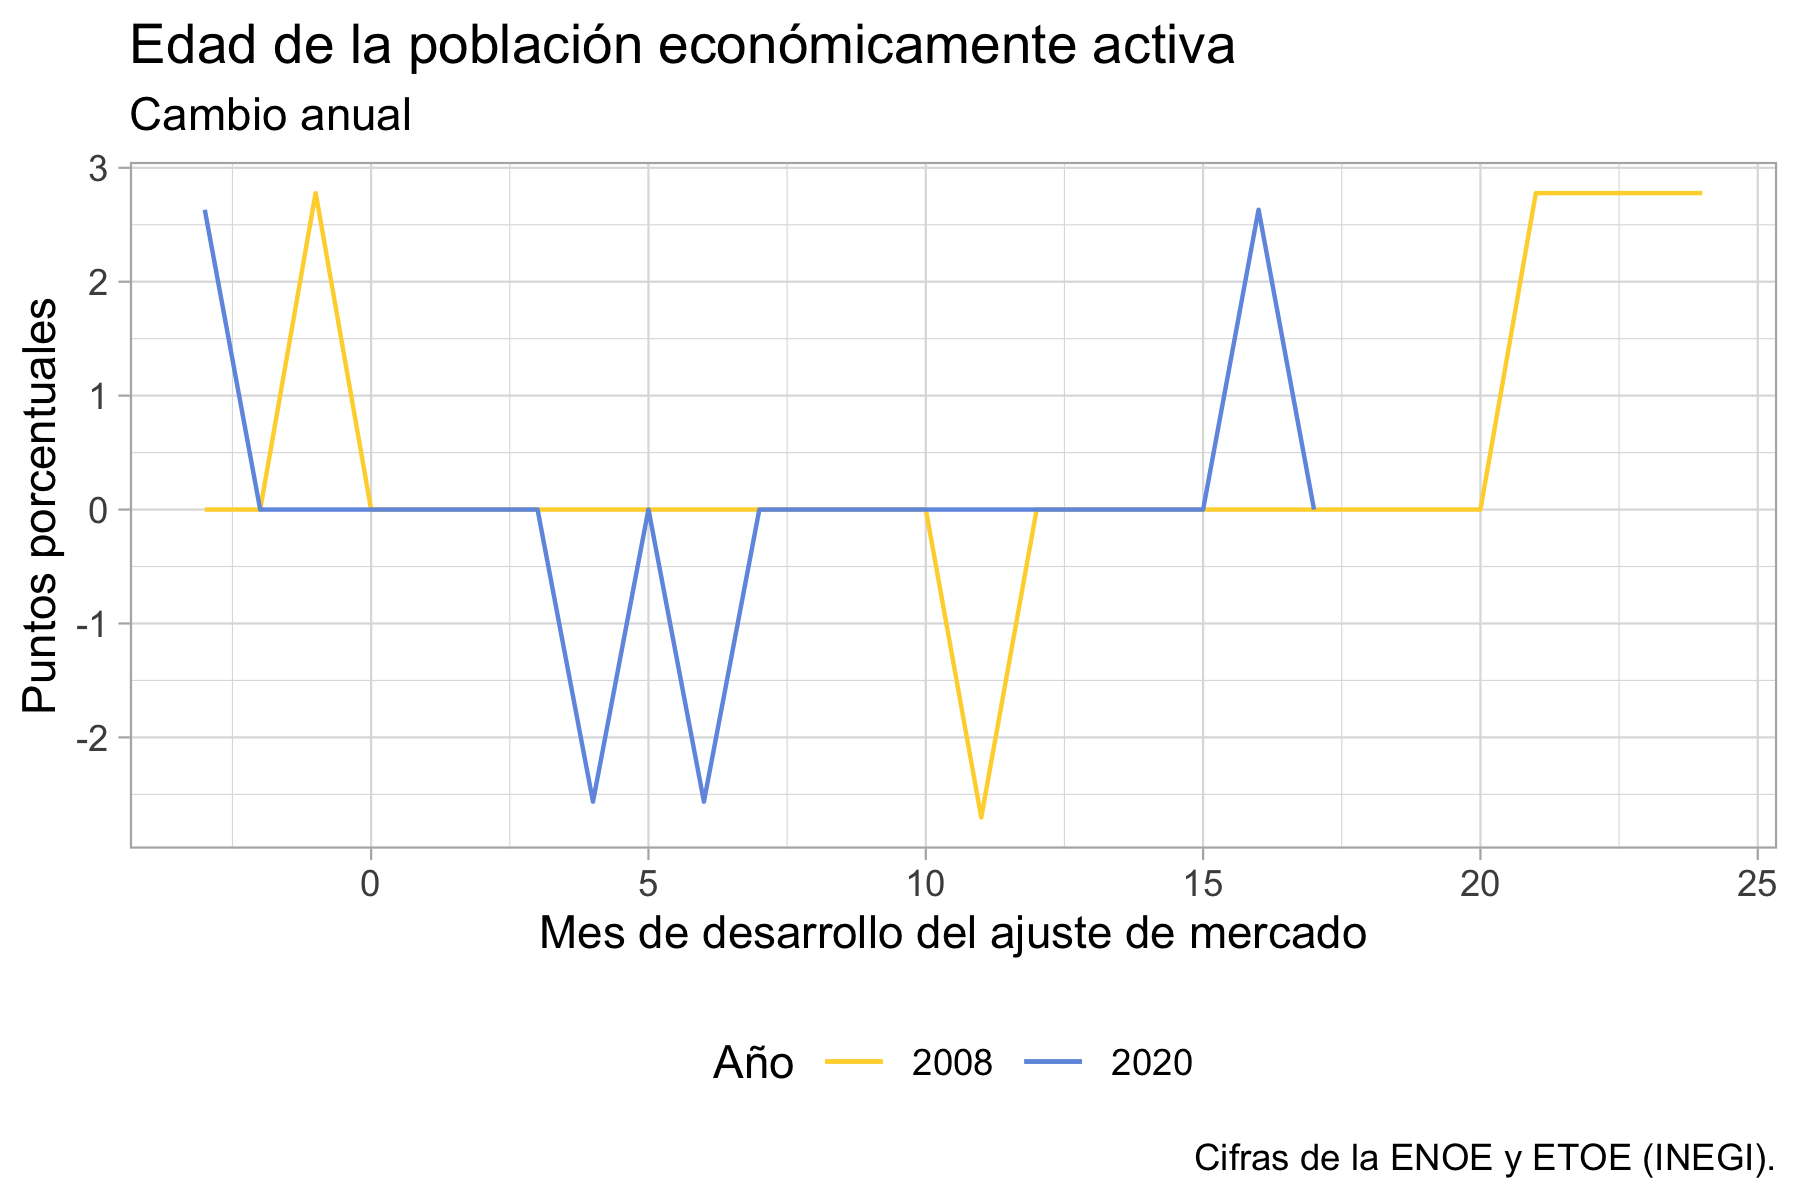 Edad de la población económicamente activa
Cambio anual
Puntos porcentuales
3
2
1
0
-1
-2
0 5 10 15 20 25
Mes de desarrollo del ajuste de mercado
Año 2008 2020
Cifras de la ENOE y ETOE (INEGI).